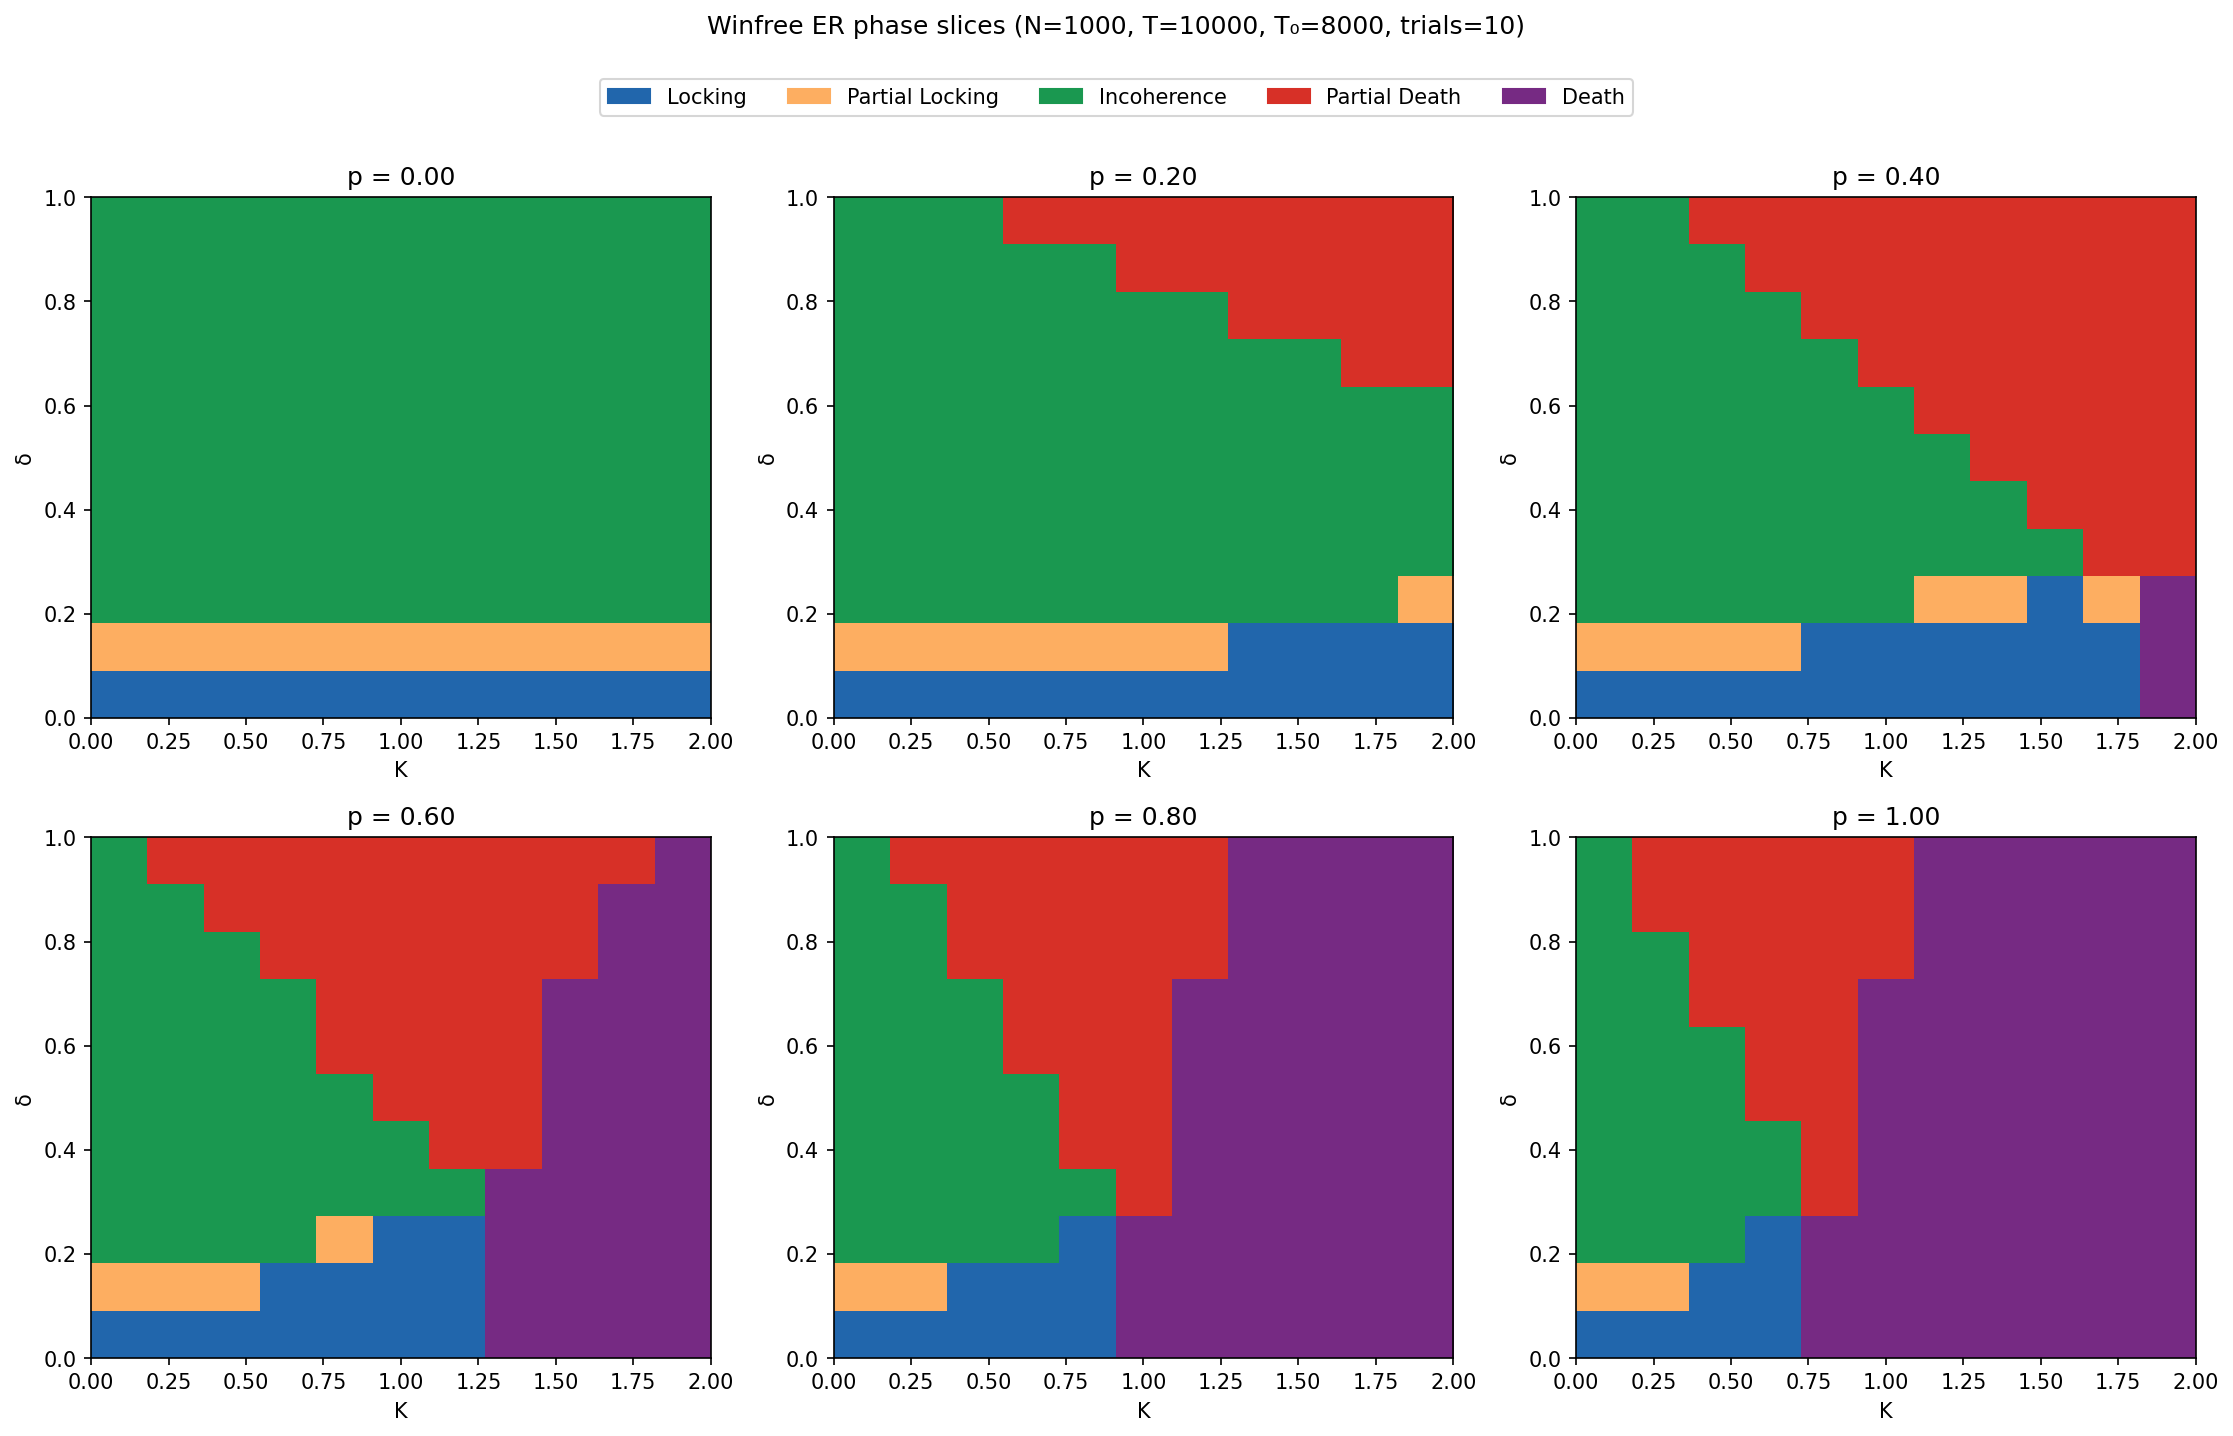 Winfree ER phase slices (N=1000, T=10000, T₀=8000, trials=10)
Locking Partial Locking Incoherence Partial Death Death
p = 0.00
1.0
0.8
0.6
0.4
0.2
0.0
δ
0.00 0.25 0.50 0.75 1.00 1.25 1.50 1.75 2.00
K
p = 0.20
1.0
0.8
0.6
0.4
0.2
0.0
δ
0.00 0.25 0.50 0.75 1.00 1.25 1.50 1.75 2.00
K
p = 0.40
1.0
0.8
0.6
0.4
0.2
0.0
δ
0.00 0.25 0.50 0.75 1.00 1.25 1.50 1.75 2.00
K
p = 0.60
1.0
0.8
0.6
0.4
0.2
0.0
δ
0.00 0.25 0.50 0.75 1.00 1.25 1.50 1.75 2.00
K
p = 0.80
1.0
0.8
0.6
0.4
0.2
0.0
δ
0.00 0.25 0.50 0.75 1.00 1.25 1.50 1.75 2.00
K
p = 1.00
1.0
0.8
0.6
0.4
0.2
0.0
δ
0.00 0.25 0.50 0.75 1.00 1.25 1.50 1.75 2.00
K